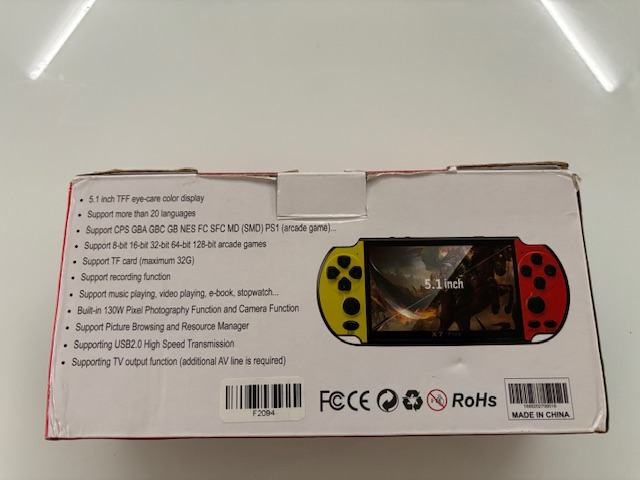 5.1 inch TFF eye-care color display
Support more than 20 languages
Support CPS GBA GBC GB NES FC SFC MD (SMD) PS1 (arcade game)...
Support 8-bit 16-bit 32-bit 64-bit 128-bit arcade games
Support TF card (maximum 32G)
Support recording function
Support music playing, video playing, e-book, stopwatch...
Built-in 130W Pixel Photography Function and Camera Function
Support Picture Browsing and Resource Manager
Supporting USB2.0 High Speed Transmission
Supporting TV output function (additional AV line is required)
5.1 inch
X7
F2094
FC CE
RoHs
MADE IN CHINA